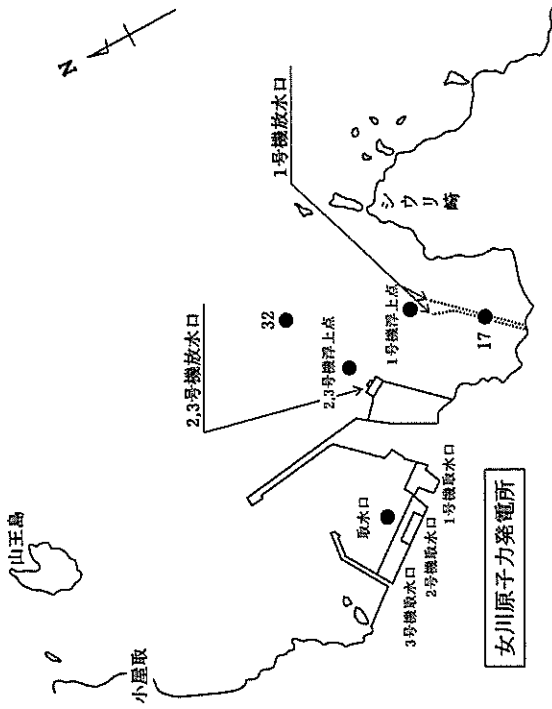 N
山王島
小屋取
2,3号機放水口
1号機放水口
32
2,3号機浮上点
1号機浮上点
17
シウリ崎
取水口
3号機取水口
2号機取水口
1号機取水口
女川原子力発電所